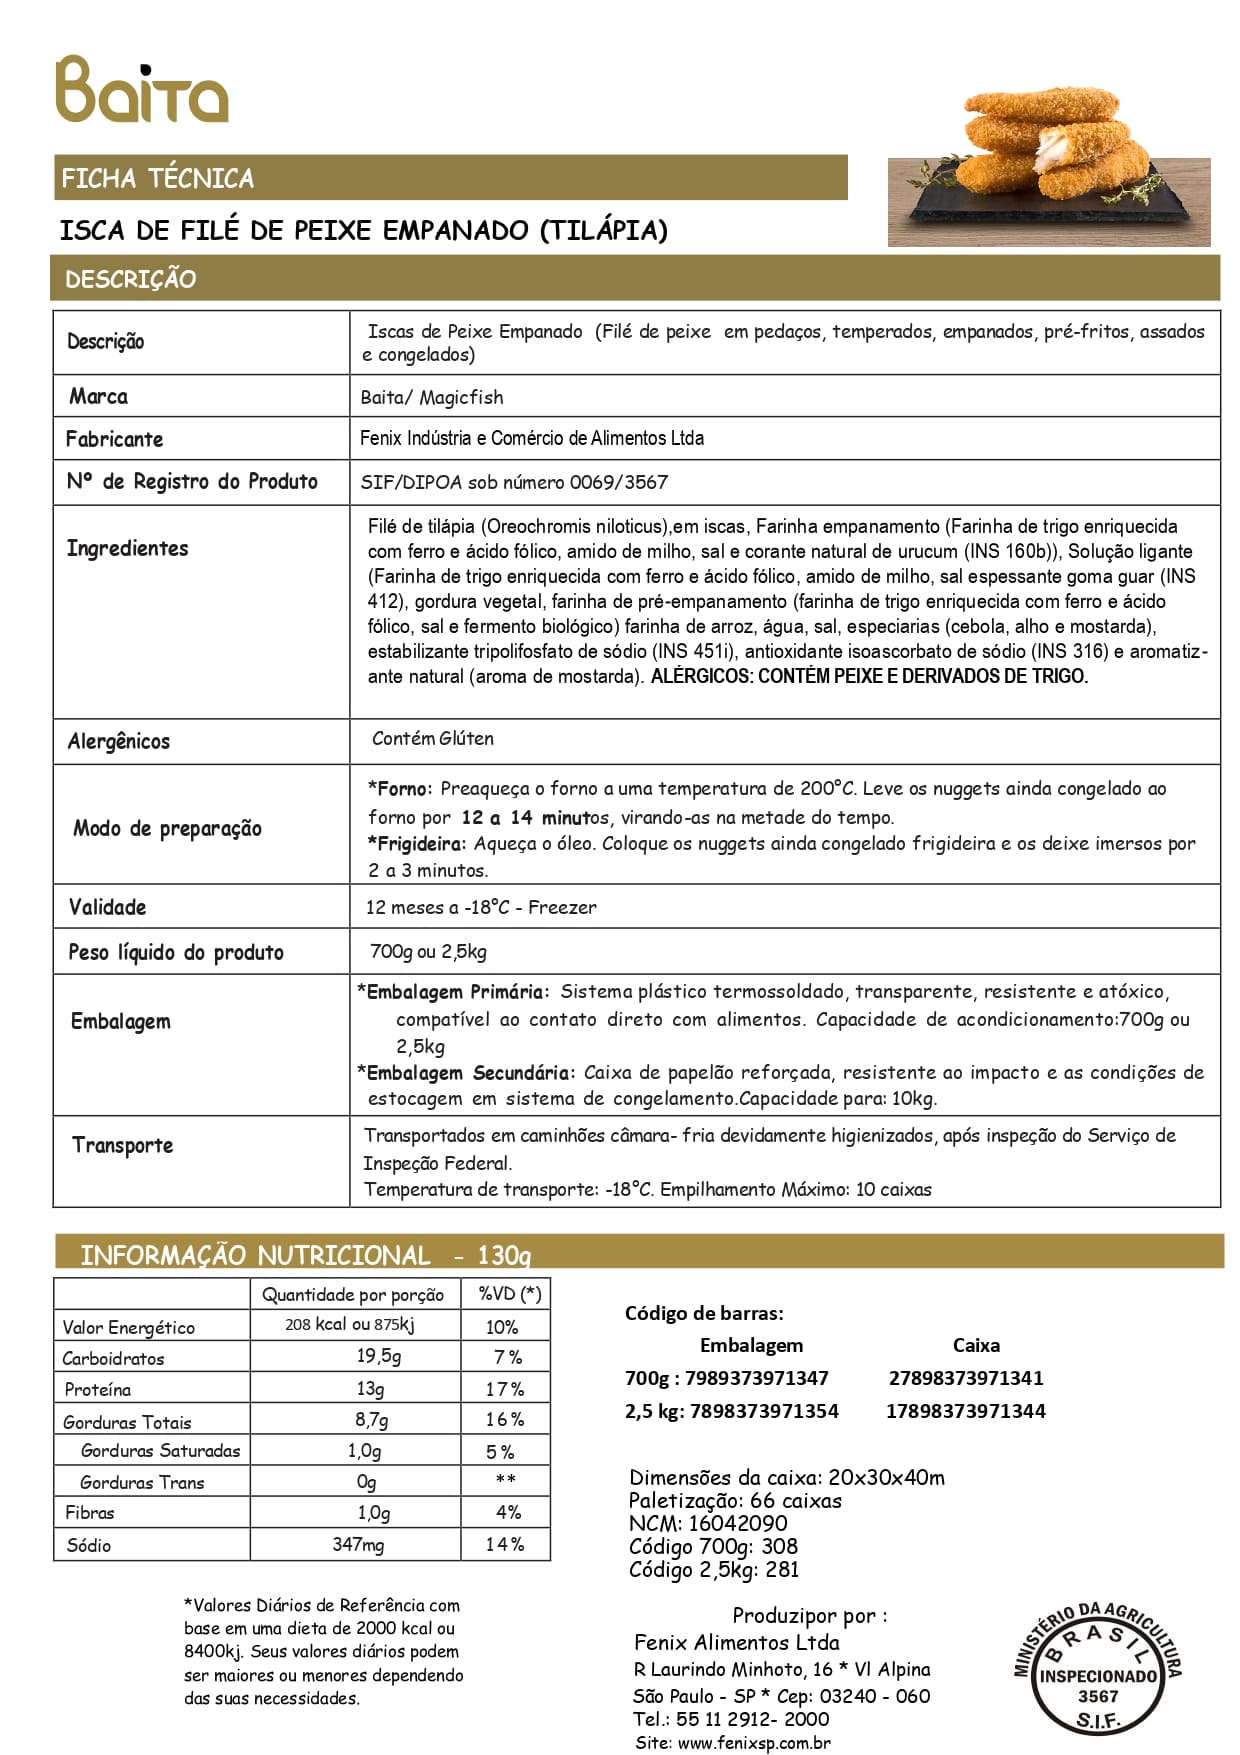 Baita
FICHA TÉCNICA
ISCA DE FILÉ DE PEIXE EMPANADO (TILÁPIA)
DESCRIÇÃO
Descrição
Iscas de Peixe Empanado (Filé de peixe em pedaços, temperados, empanados, pré-fritos, assados
e congelados)
Marca
Baita/ Magicfish
Fabricante
Fenix Indústria e Comércio de Alimentos Ltda
Nº de Registro do Produto
SIF/DIPOA sob número 0069/3567
Ingredientes
Filé de tilápia (Oreochromis niloticus),em iscas, Farinha empanamento (Farinha de trigo enriquecida
com ferro e ácido fólico, amido de milho, sal e corante natural de urucum (INS 160b)), Solução ligante
(Farinha de trigo enriquecida com ferro e ácido fólico, amido de milho, sal espessante goma guar (INS
412), gordura vegetal, farinha de pré-empanamento (farinha de trigo enriquecida com ferro e ácido
fólico, sal e fermento biológico) farinha de arroz, água, sal, especiarias (cebola, alho e mostarda),
estabilizante tripolifosfato de sódio (INS 451i), antioxidante isoascorbato de sódio (INS 316) e aromatiz-
ante natural (aroma de mostarda). ALÉRGICOS: CONTÉM PEIXE E DERIVADOS DE TRIGO.
Alergênicos
Contém Glúten
Modo de preparação
*Forno: Preaqueça o forno a uma temperatura de 200°C. Leve os nuggets ainda congelado ao
forno por 12 a 14 minutos, virando-as na metade do tempo.
*Frigideira: Aqueça o óleo. Coloque os nuggets ainda congelado frigideira e os deixe imersos por
2 a 3 minutos.
Validade
12 meses a -18°C - Freezer
Peso líquido do produto
700g ou 2,5kg
Embalagem
*Embalagem Primária: Sistema plástico termossoldado, transparente, resistente e atóxico,
compatível ao contato direto com alimentos. Capacidade de acondicionamento:700g ou
2,5kg
*Embalagem Secundária: Caixa de papelão reforçada, resistente ao impacto e as condições de
estocagem em sistema de congelamento.Capacidade para: 10kg.
Transporte
Transportados em caminhões câmara- fria devidamente higienizados, após inspeção do Serviço de
Inspeção Federal.
Temperatura de transporte: -18°C. Empilhamento Máximo: 10 caixas
INFORMAÇÃO NUTRICIONAL - 130g
Quantidade por porção %VD (*)
Valor Energético 208 kcal ou 875kj 10%
Carboidratos 19,5g 7%
Proteína 13g 17%
Gorduras Totais 8,7g 16%
Gorduras Saturadas 1,0g 5%
Gorduras Trans 0g **
Fibras 1,0g 4%
Sódio 347mg 14%
*Valores Diários de Referência com
base em uma dieta de 2000 kcal ou
8400kj. Seus valores diários podem
ser maiores ou menores dependendo
das suas necessidades.
Código de barras:
Embalagem Caixa
700g : 7989373971347 27898373971341
2,5 kg: 7898373971354 17898373971344
Dimensões da caixa: 20x30x40m
Paletização: 66 caixas
NCM: 16042090
Código 700g: 308
Código 2,5kg: 281
Produzipor por :
Fenix Alimentos Ltda
R Laurindo Minhoto, 16 * Vl Alpina
São Paulo - SP * Cep: 03240 - 060
Tel.: 55 11 2912- 2000
Site: www.fenixsp.com.br
MINISTÉRIO DA AGRICULTURA
BRASIL
INSPECIONADO
3567
S.I.F.